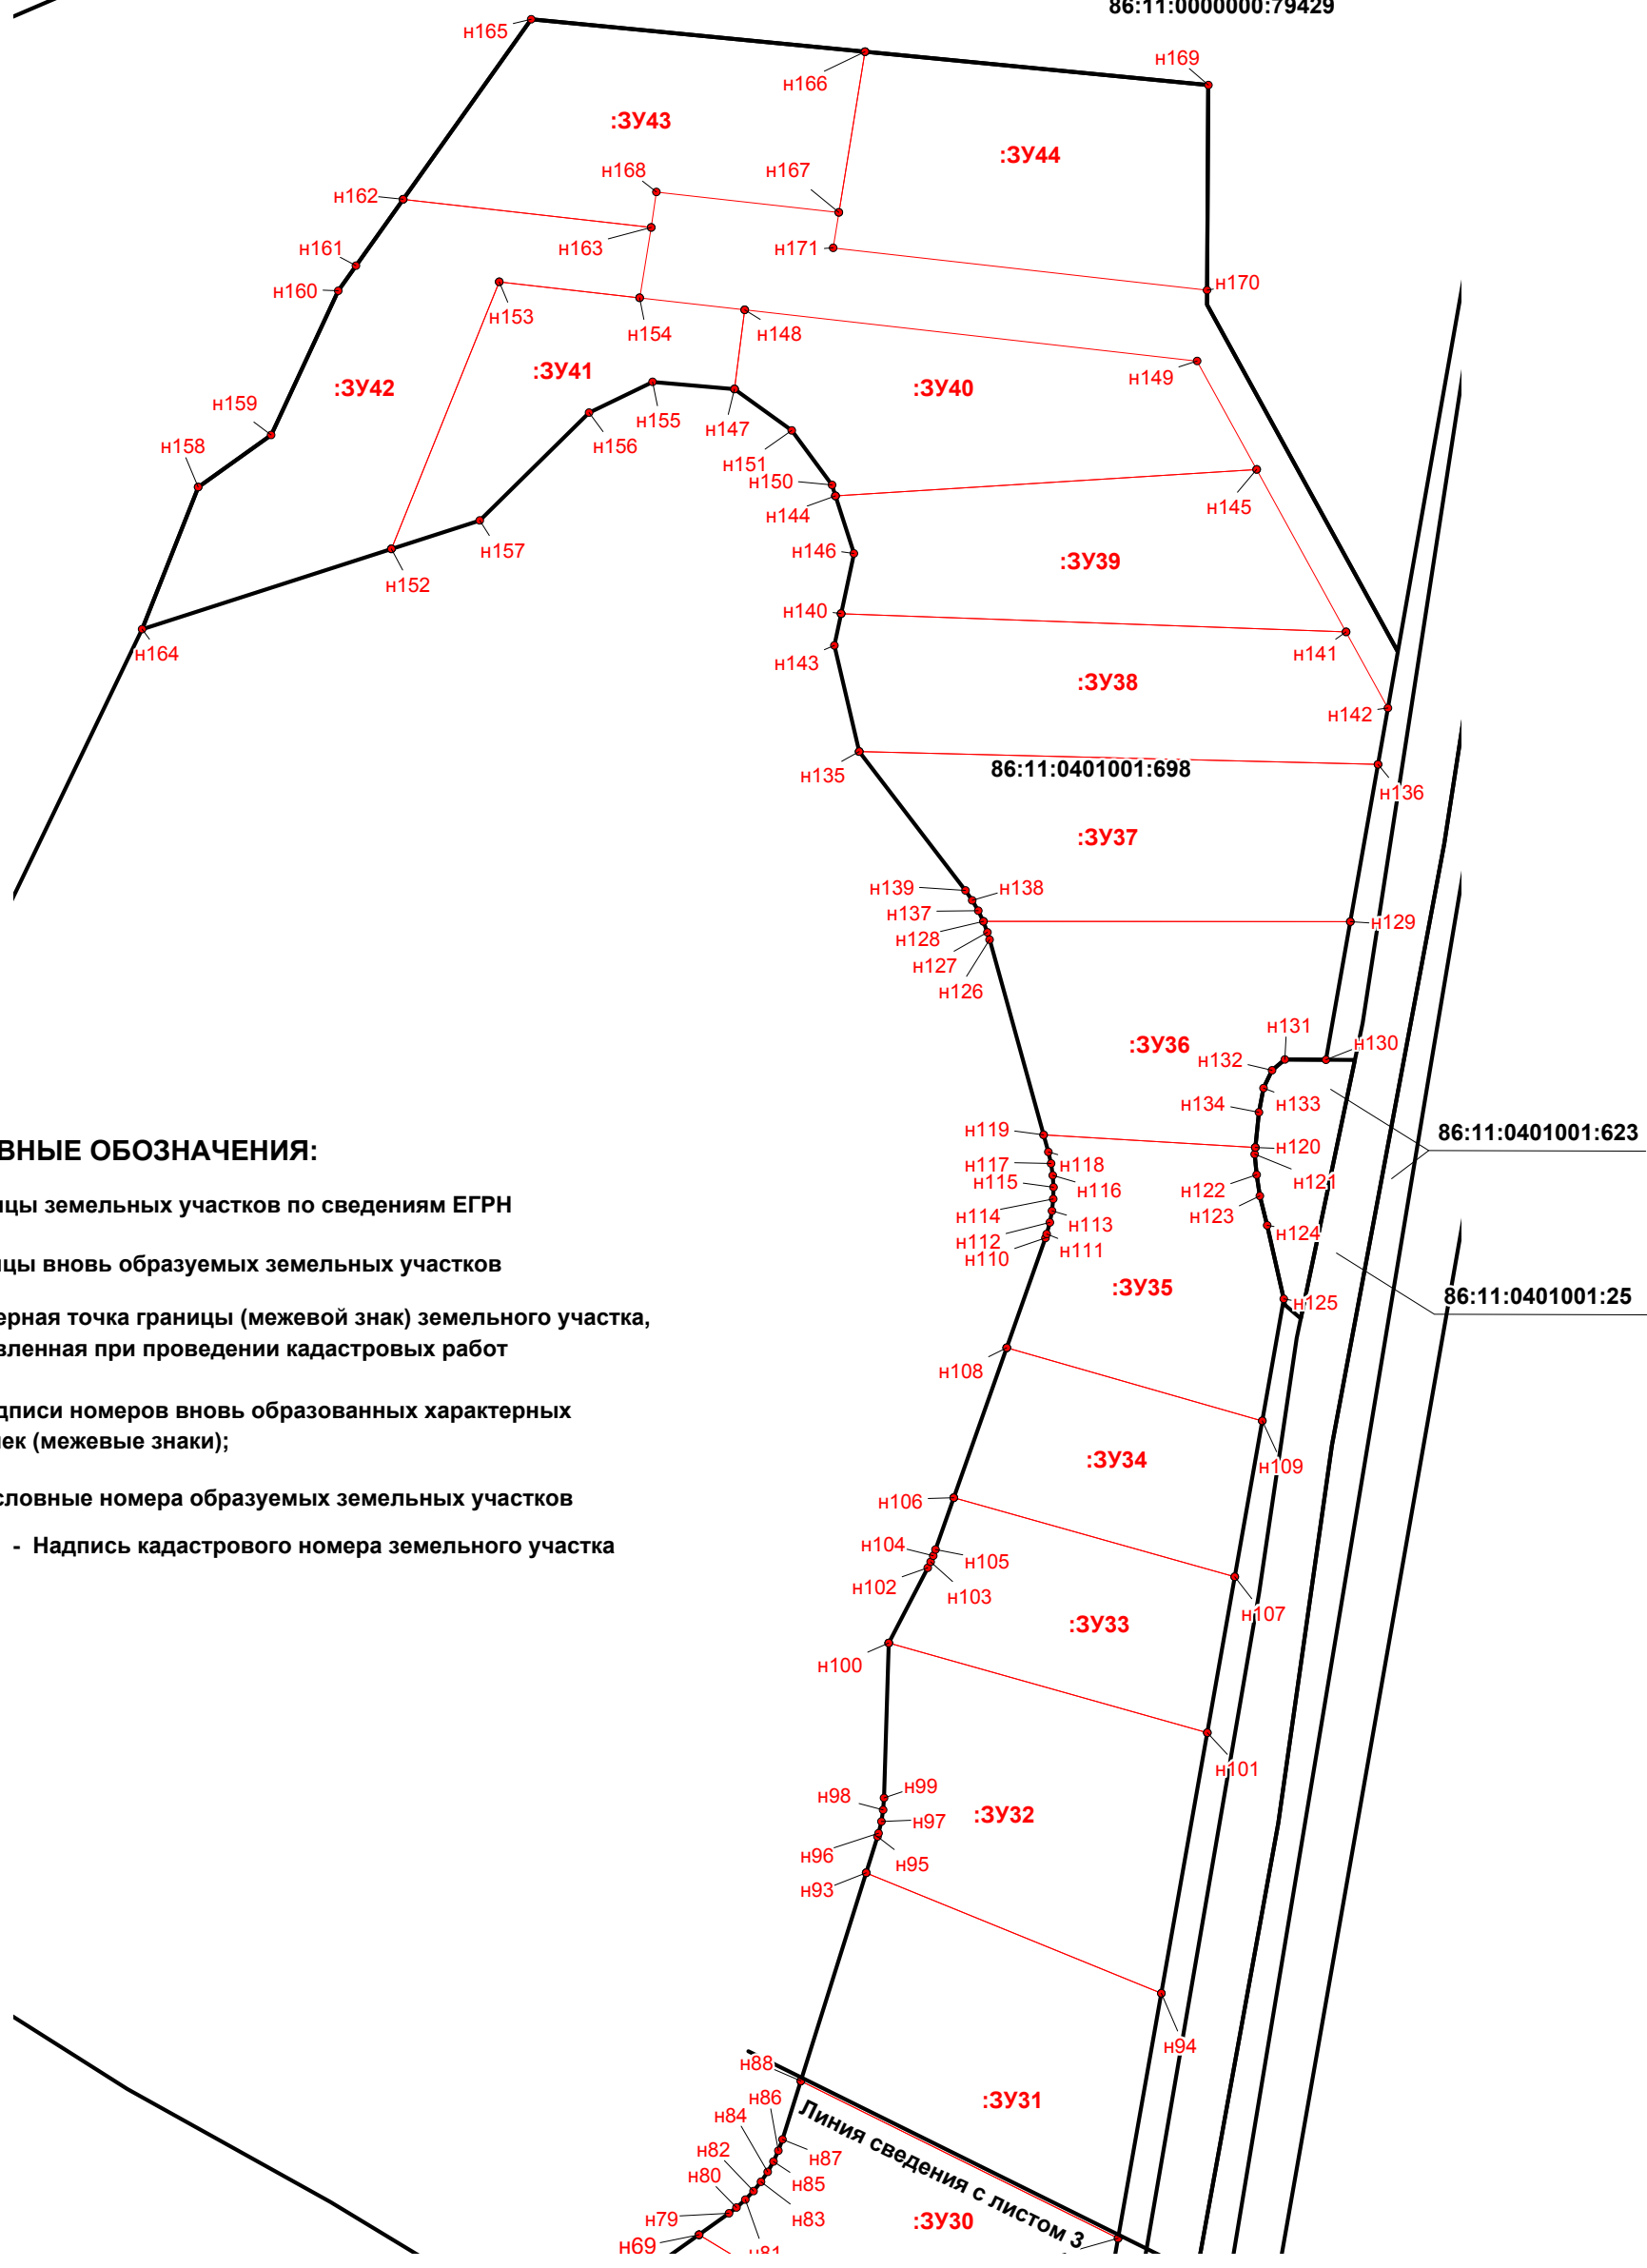 86:11:0000000:79429
н165
н169
н166
:ЗУ43
:ЗУ44
н168
н167
н162
н163
н171
н161
н160
н170
н153
н154
н148
:ЗУ41
:ЗУ42
:ЗУ40
н149
н159
н155
н147
н156
н158
н151
н150
н145
н144
н157
н146
:ЗУ39
н152
н140
н141
н164
н143
:ЗУ38
н142
86:11:0401001:698
н135
н136
:ЗУ37
н139
н138
н137
н129
н128
н127
н126
н131
:ЗУ36
н130
н132
н134
н133
н119
86:11:0401001:623
н120
ВНЫЕ ОБОЗНАЧЕНИЯ:
н117
н118
н121
н115
н116
н122
ицы земельных участков по сведениям ЕГРН
н114
н113
н123
н112
н124
н111
н110
ицы вновь образуемых земельных участков
:ЗУ35
86:11:0401001:25
н125
ерная точка границы (межевой знак) земельного участка,
вленная при проведении кадастровых работ
н108
дписи номеров вновь образованных характерных
чек (межевые знаки);
:ЗУ34
н109
словные номера образуемых земельных участков
н106
- Надпись кадастрового номера земельного участка
н104
н105
н102
н103
н107
:ЗУ33
н100
н101
н99
н98
:ЗУ32
н97
н96
н95
н93
н94
н88
н86
:ЗУ31
н84
Линия сведения с листом 3
н82
н87
н80
н85
н79
н83
:ЗУ30
н69
н81